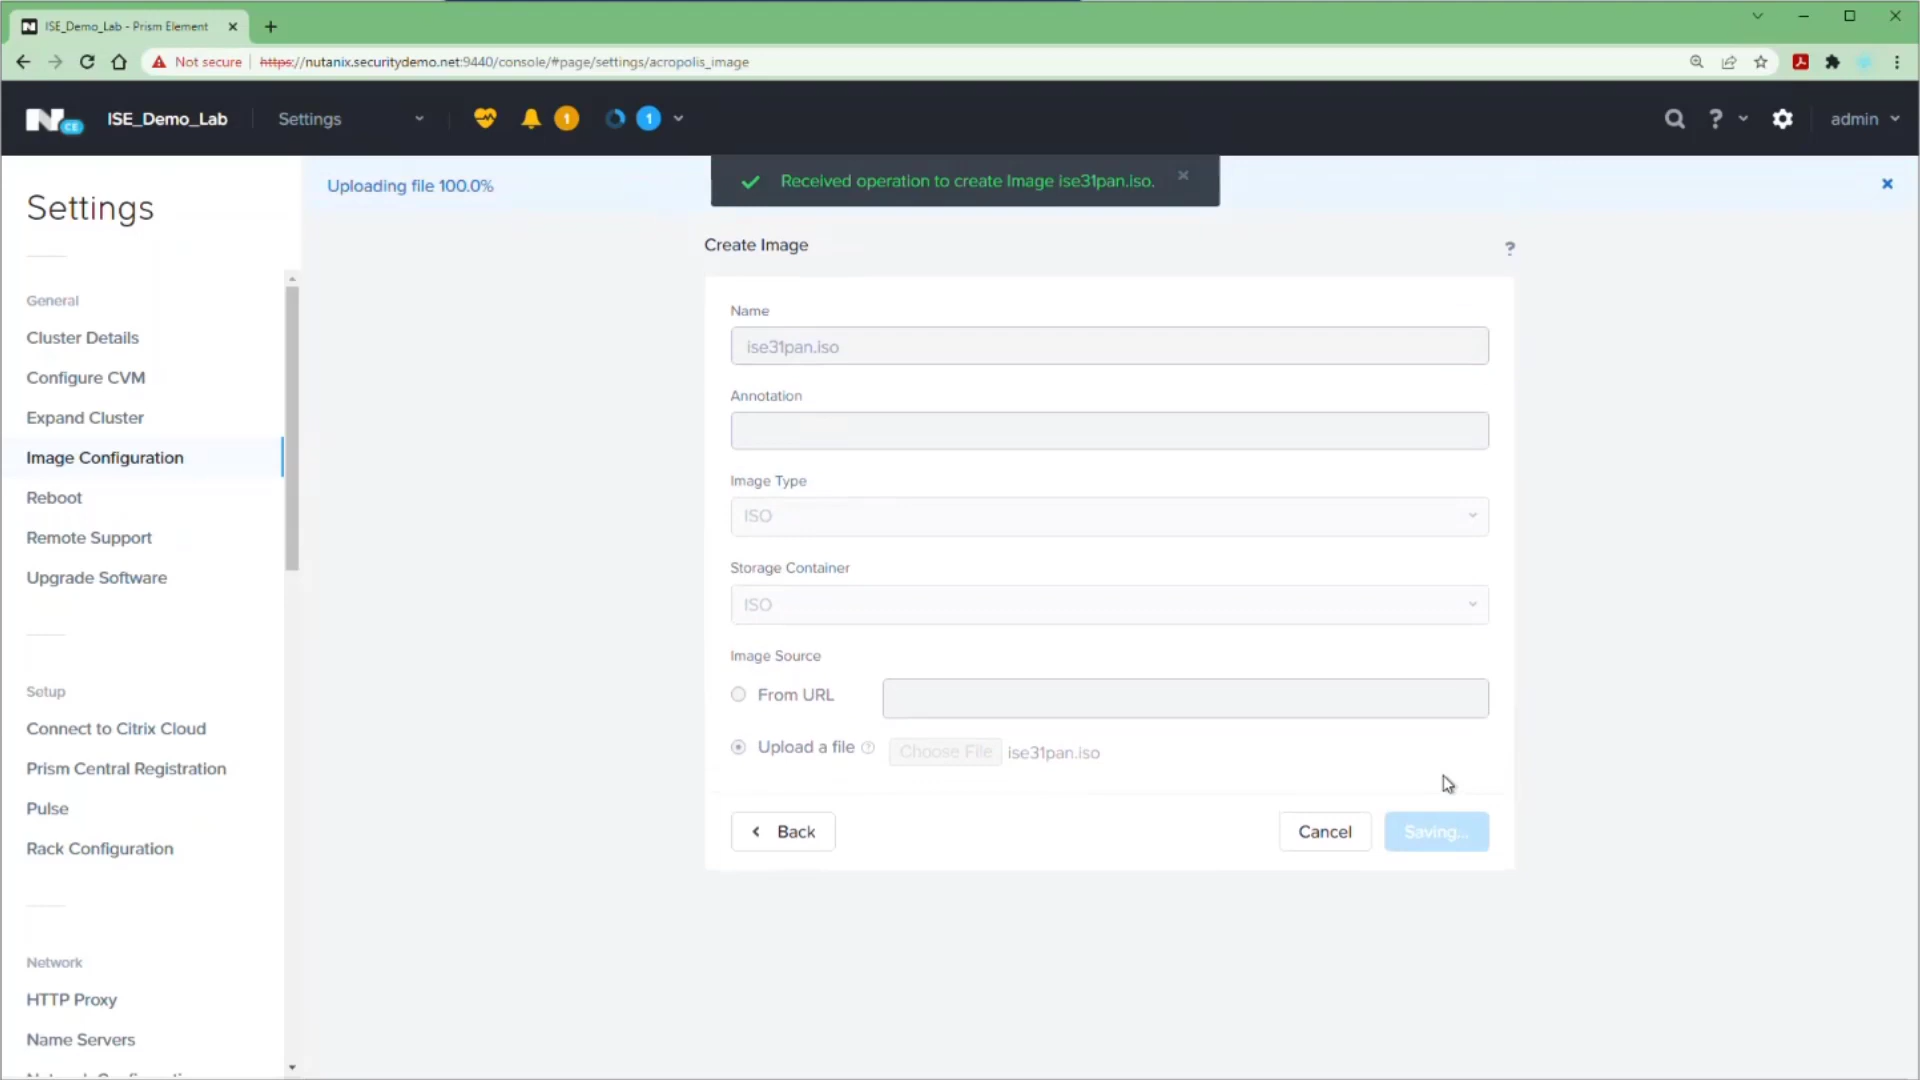 ISE_Demo_Lab - Prism Element
Not secure https://nutanix.securitydemo.net:9440/console/#page/settings/acropolis_image
N CE ISE_Demo_Lab Settings 1 1 ? admin
Uploading file 100.0%
Received operation to create Image ise31pan.iso.
Settings
General
Cluster Details
Configure CVM
Expand Cluster
Image Configuration
Reboot
Remote Support
Upgrade Software
Setup
Connect to Citrix Cloud
Prism Central Registration
Pulse
Rack Configuration
Network
HTTP Proxy
Name Servers
Create Image ?
Name
ise31pan.iso
Annotation
Image Type
ISO
Storage Container
ISO
Image Source
From URL
Upload a file ? Choose File ise31pan.iso
Back Cancel Saving...